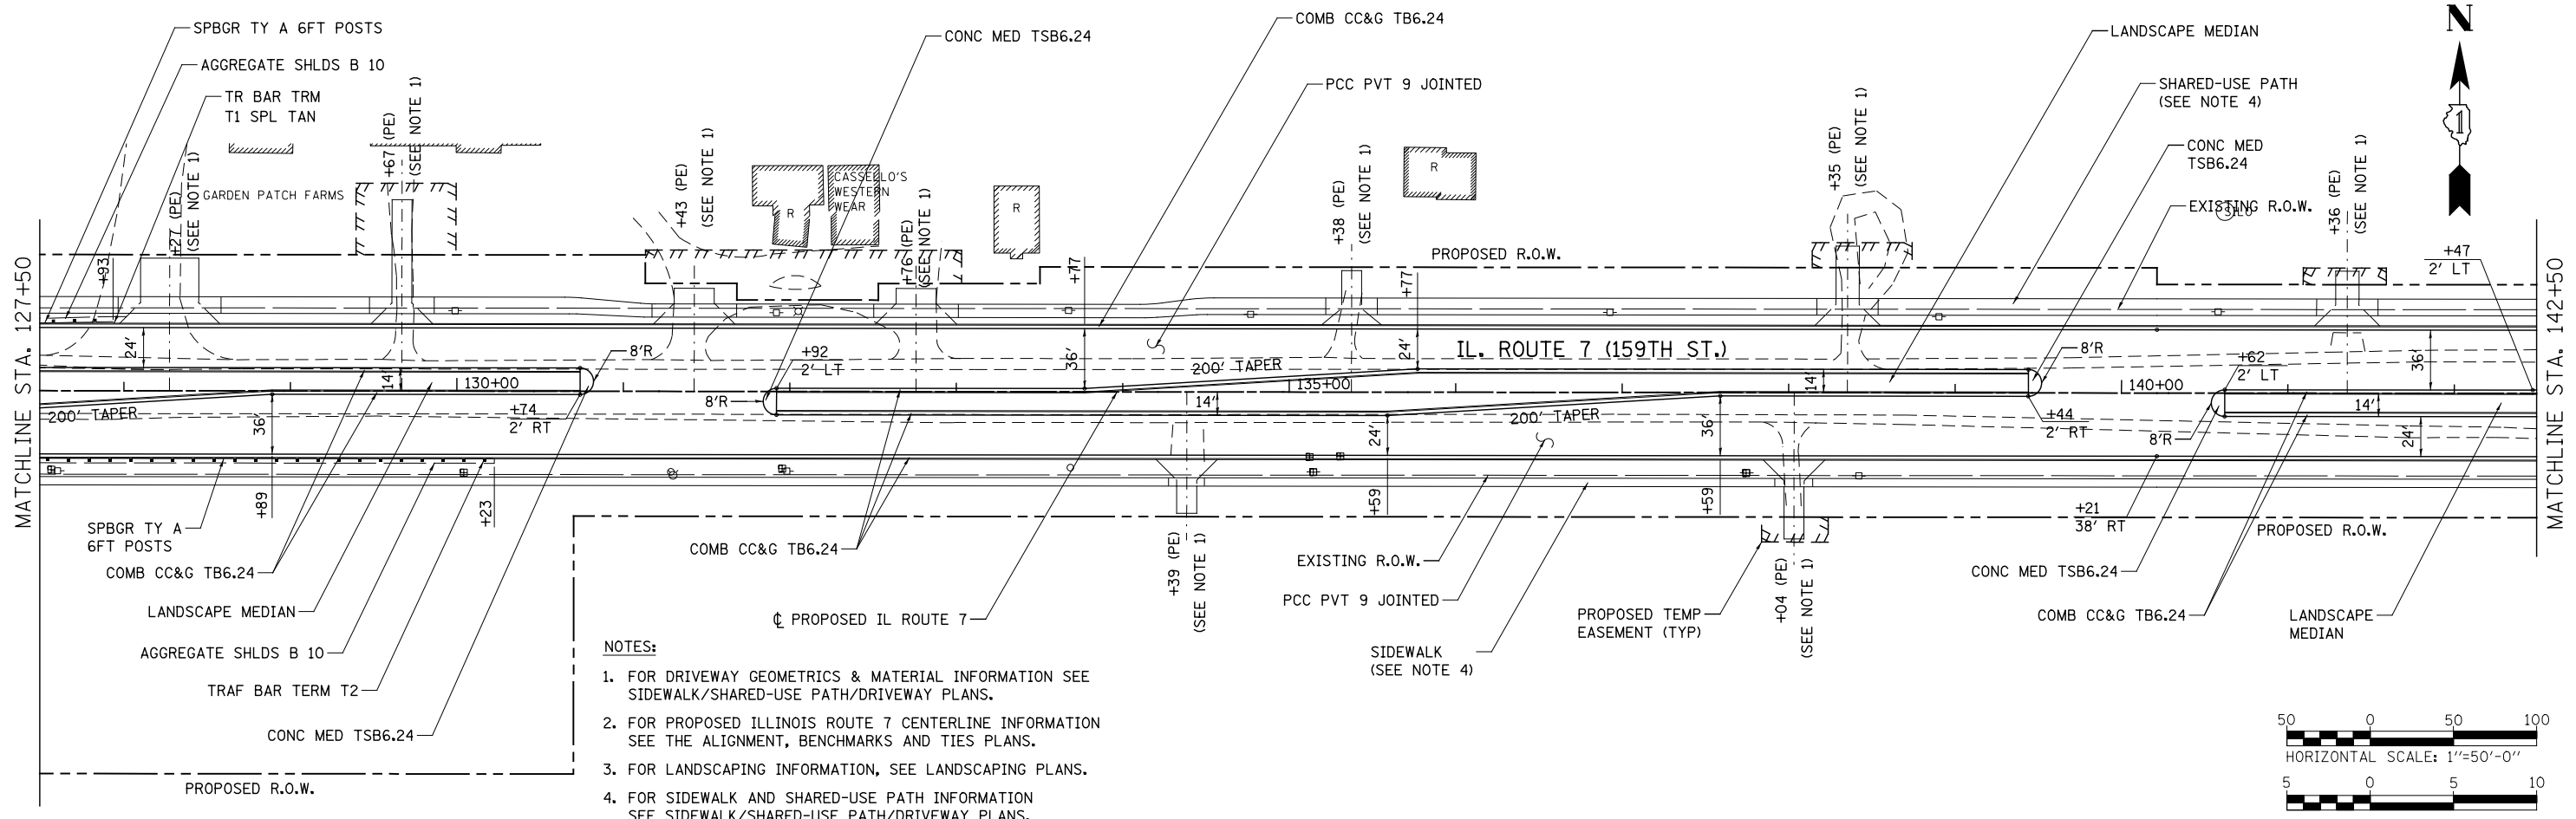 SPBGR TY A 6FT POSTS
AGGREGATE SHLDS B 10
TR BAR TRM
T1 SPL TAN
CONC MED TSB6.24
COMB CC&G TB6.24
PCC PVT 9 JOINTED
LANDSCAPE MEDIAN
SHARED-USE PATH
(SEE NOTE 4)
CONC MED
TSB6.24
EXISTING R.O.W.
SILO
N
1
GARDEN PATCH FARMS
CASSELLO'S
WESTERN
WEAR
R
R
R
+93
+27 (PE)
(SEE NOTE 1)
+67 (PE)
(SEE NOTE 1)
+43 (PE)
(SEE NOTE 1)
+76 (PE)
(SEE NOTE 1)
+77
+38 (PE)
(SEE NOTE 1)
+77
PROPOSED R.O.W.
+35 (PE)
(SEE NOTE 1)
+36 (PE)
(SEE NOTE 1)
+47
2' LT
MATCHLINE STA. 127+50
MATCHLINE STA. 142+50
24'
14'
130+00
8'R
+92
2' LT
8'R
36'
200' TAPER
24'
135+00
IL. ROUTE 7 (159TH ST.)
14'
8'R
140+00
+62
2' LT
36'
200' TAPER
36'
+74
2' RT
14'
24'
200' TAPER
36'
+44
2' RT
8'R
14'
24'
+89
+23
+59
+59
+21
38' RT
PROPOSED R.O.W.
SPBGR TY A
6FT POSTS
COMB CC&G TB6.24
LANDSCAPE MEDIAN
AGGREGATE SHLDS B 10
TRAF BAR TERM T2
CONC MED TSB6.24
PROPOSED R.O.W.
COMB CC&G TB6.24
℄ PROPOSED IL ROUTE 7
+39 (PE)
(SEE NOTE 1)
EXISTING R.O.W.
PCC PVT 9 JOINTED
SIDEWALK
(SEE NOTE 4)
PROPOSED TEMP
EASEMENT (TYP)
+04 (PE)
(SEE NOTE 1)
CONC MED TSB6.24
COMB CC&G TB6.24
LANDSCAPE
MEDIAN
NOTES:
1. FOR DRIVEWAY GEOMETRICS & MATERIAL INFORMATION SEE
SIDEWALK/SHARED-USE PATH/DRIVEWAY PLANS.
2. FOR PROPOSED ILLINOIS ROUTE 7 CENTERLINE INFORMATION
SEE THE ALIGNMENT, BENCHMARKS AND TIES PLANS.
3. FOR LANDSCAPING INFORMATION, SEE LANDSCAPING PLANS.
4. FOR SIDEWALK AND SHARED-USE PATH INFORMATION
SEE SIDEWALK/SHARED-USE PATH/DRIVEWAY PLANS.
50 0 50 100
HORIZONTAL SCALE: 1"=50'-0"
5 0 5 10